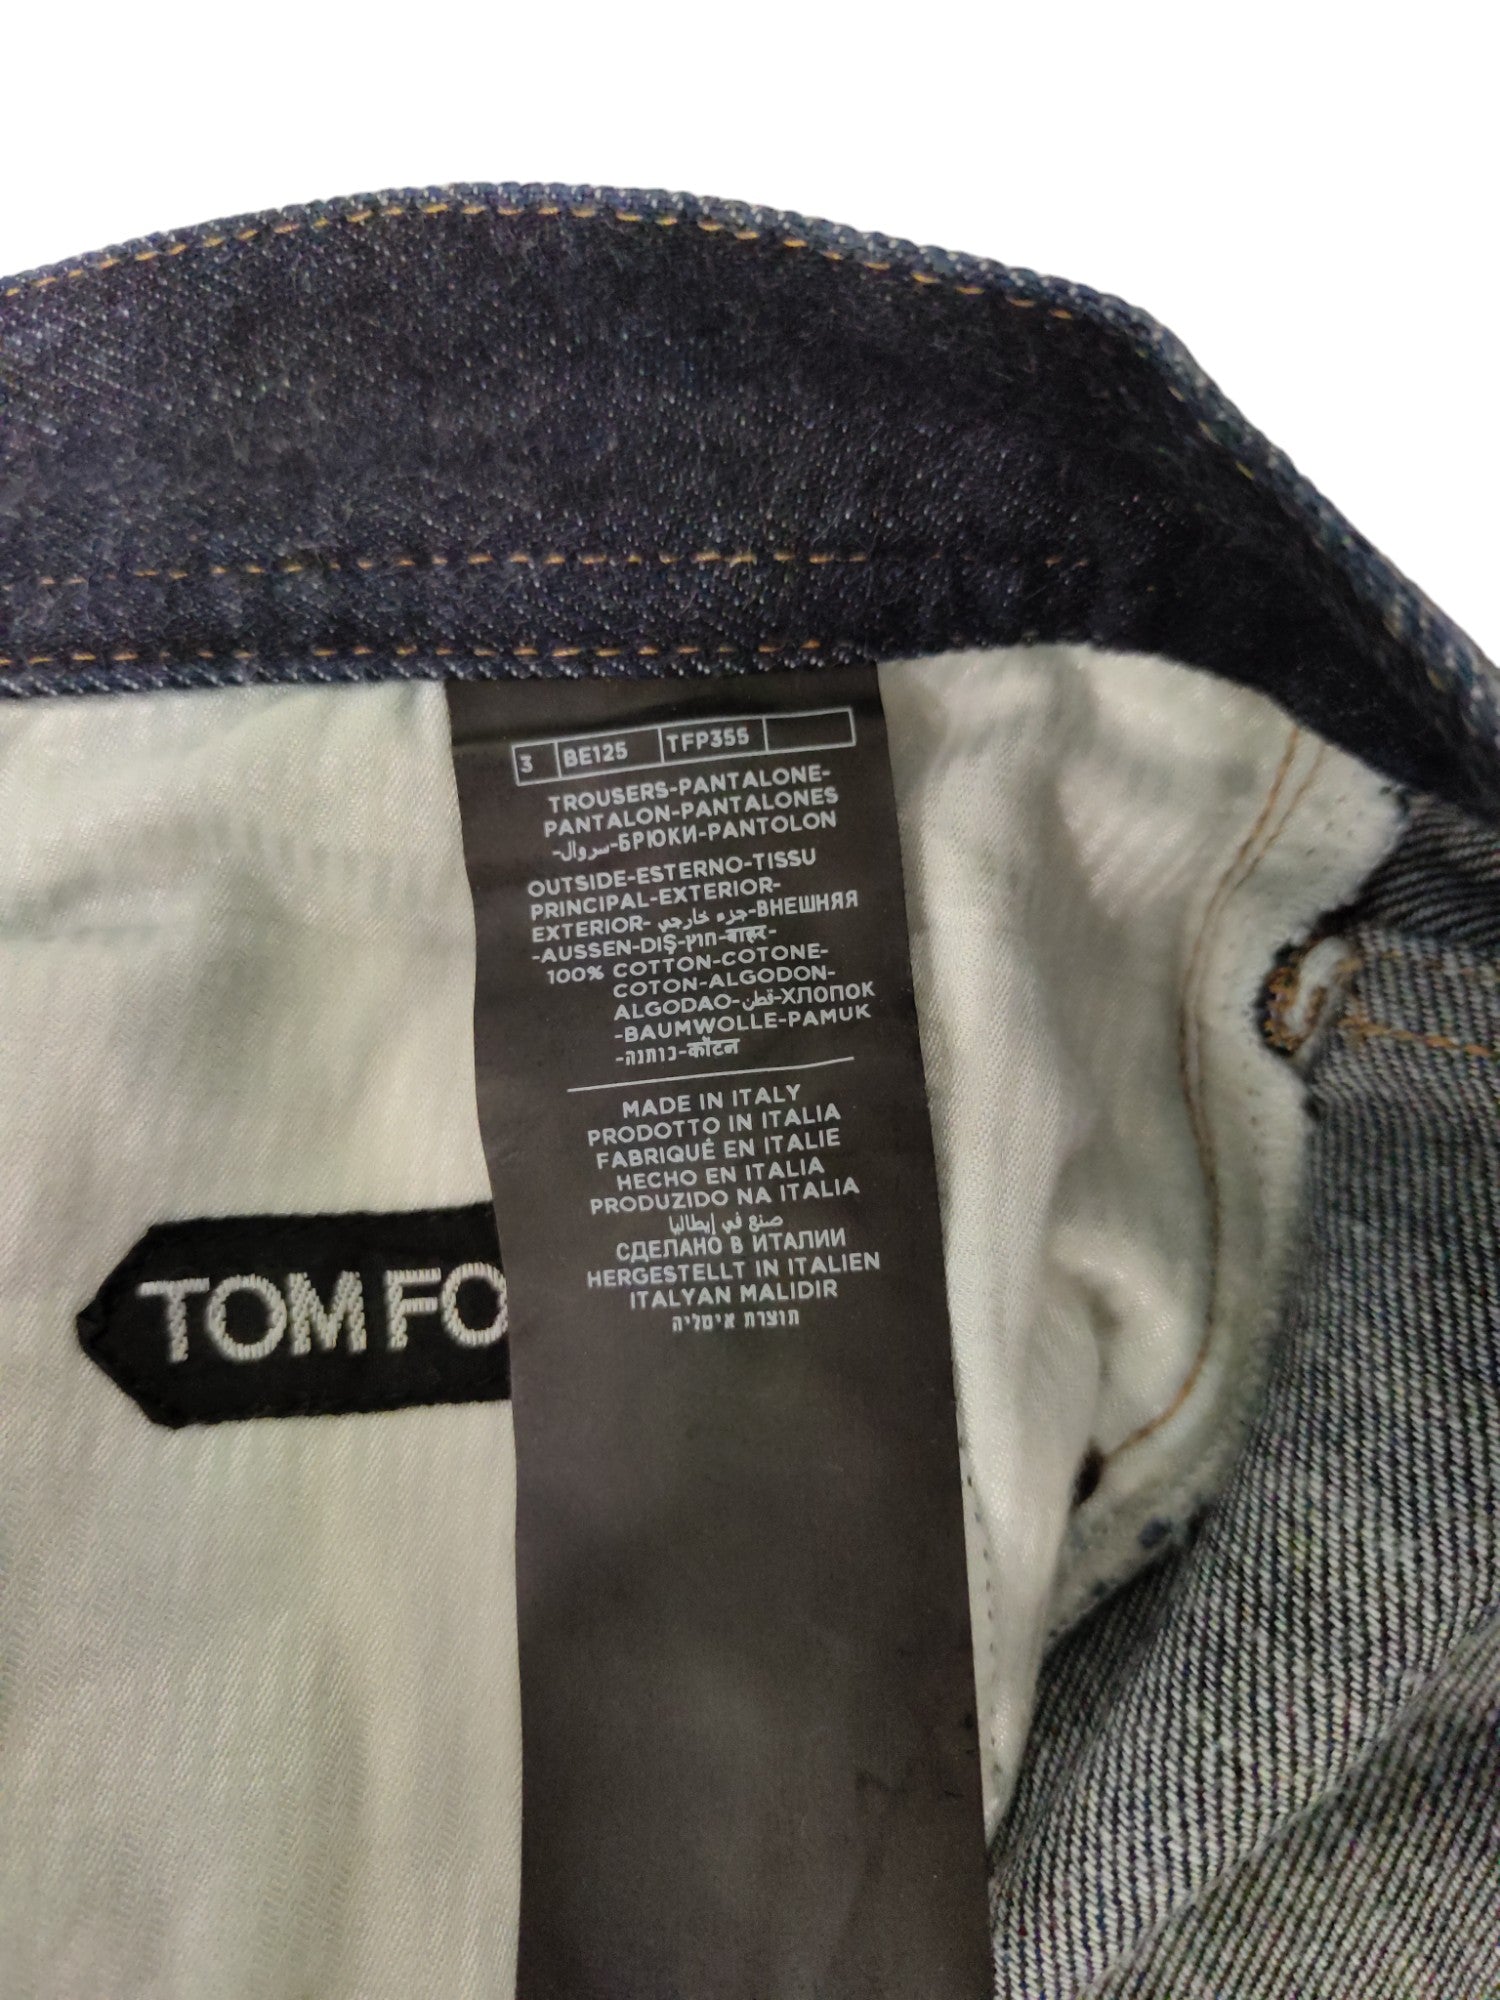 3 BE125 TFP355
TROUSERS-PANTALONE-
PANTALON-PANTALONES
-سروال-БРЮКИ-PANTOLON
OUTSIDE-ESTERNO-TISSU
PRINCIPAL-EXTERIOR-
EXTERIOR- جزء خارجي-ВНЕШНЯЯ
-AUSSEN-DIŞ-חוץ-बाहर-
100% COTTON-COTONE-
COTON-ALGODON-
ALGODAO-قطن-ХЛОПОК
-BAUMWOLLE-PAMUK
-כותנה-कॉटन
MADE IN ITALY
PRODOTTO IN ITALIA
FABRIQUÉ EN ITALIE
HECHO EN ITALIA
PRODUZIDO NA ITALIA
صنع في إيطاليا
СДЕЛАНО В ИТАЛИИ
HERGESTELLT IN ITALIEN
ITALYAN MALIDIR
תוצרת איטליה
TOM FO